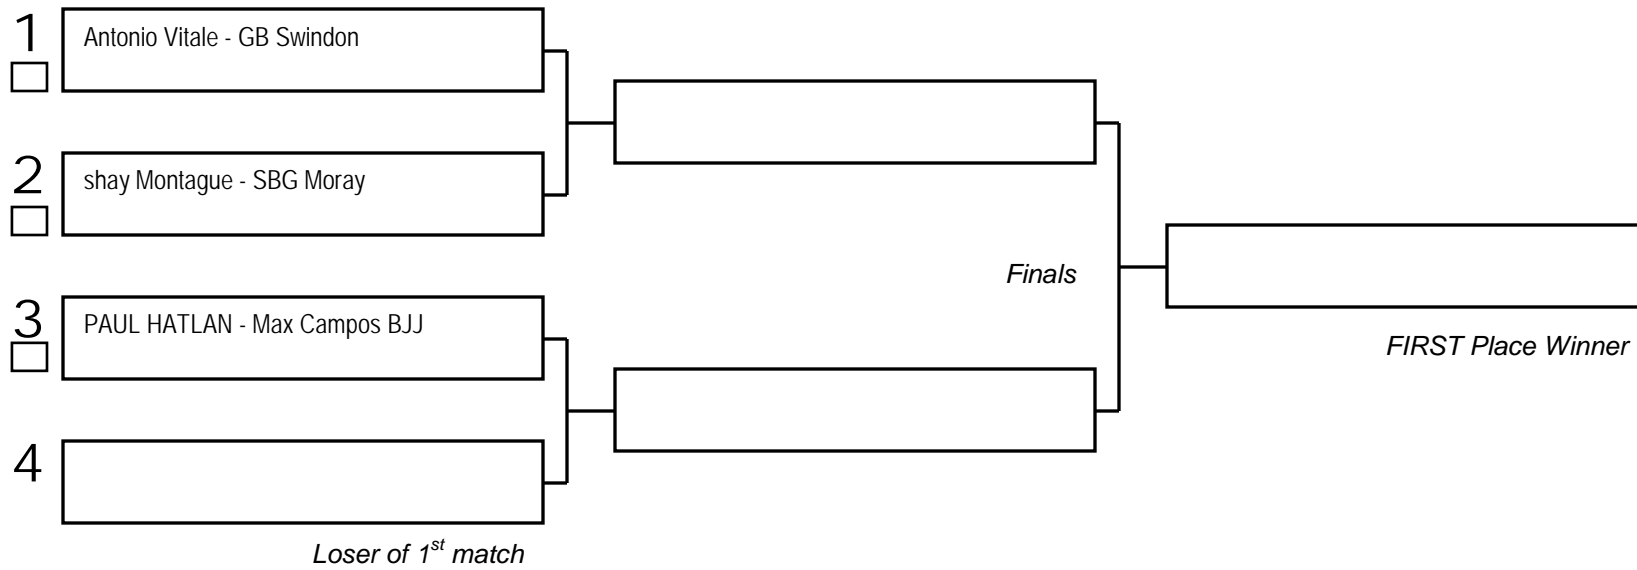 1
Antonio Vitale - GB Swindon
2
shay Montague - SBG Moray
Finals
3
PAUL HATLAN - Max Campos BJJ
FIRST Place Winner
4
Loser of 1st match